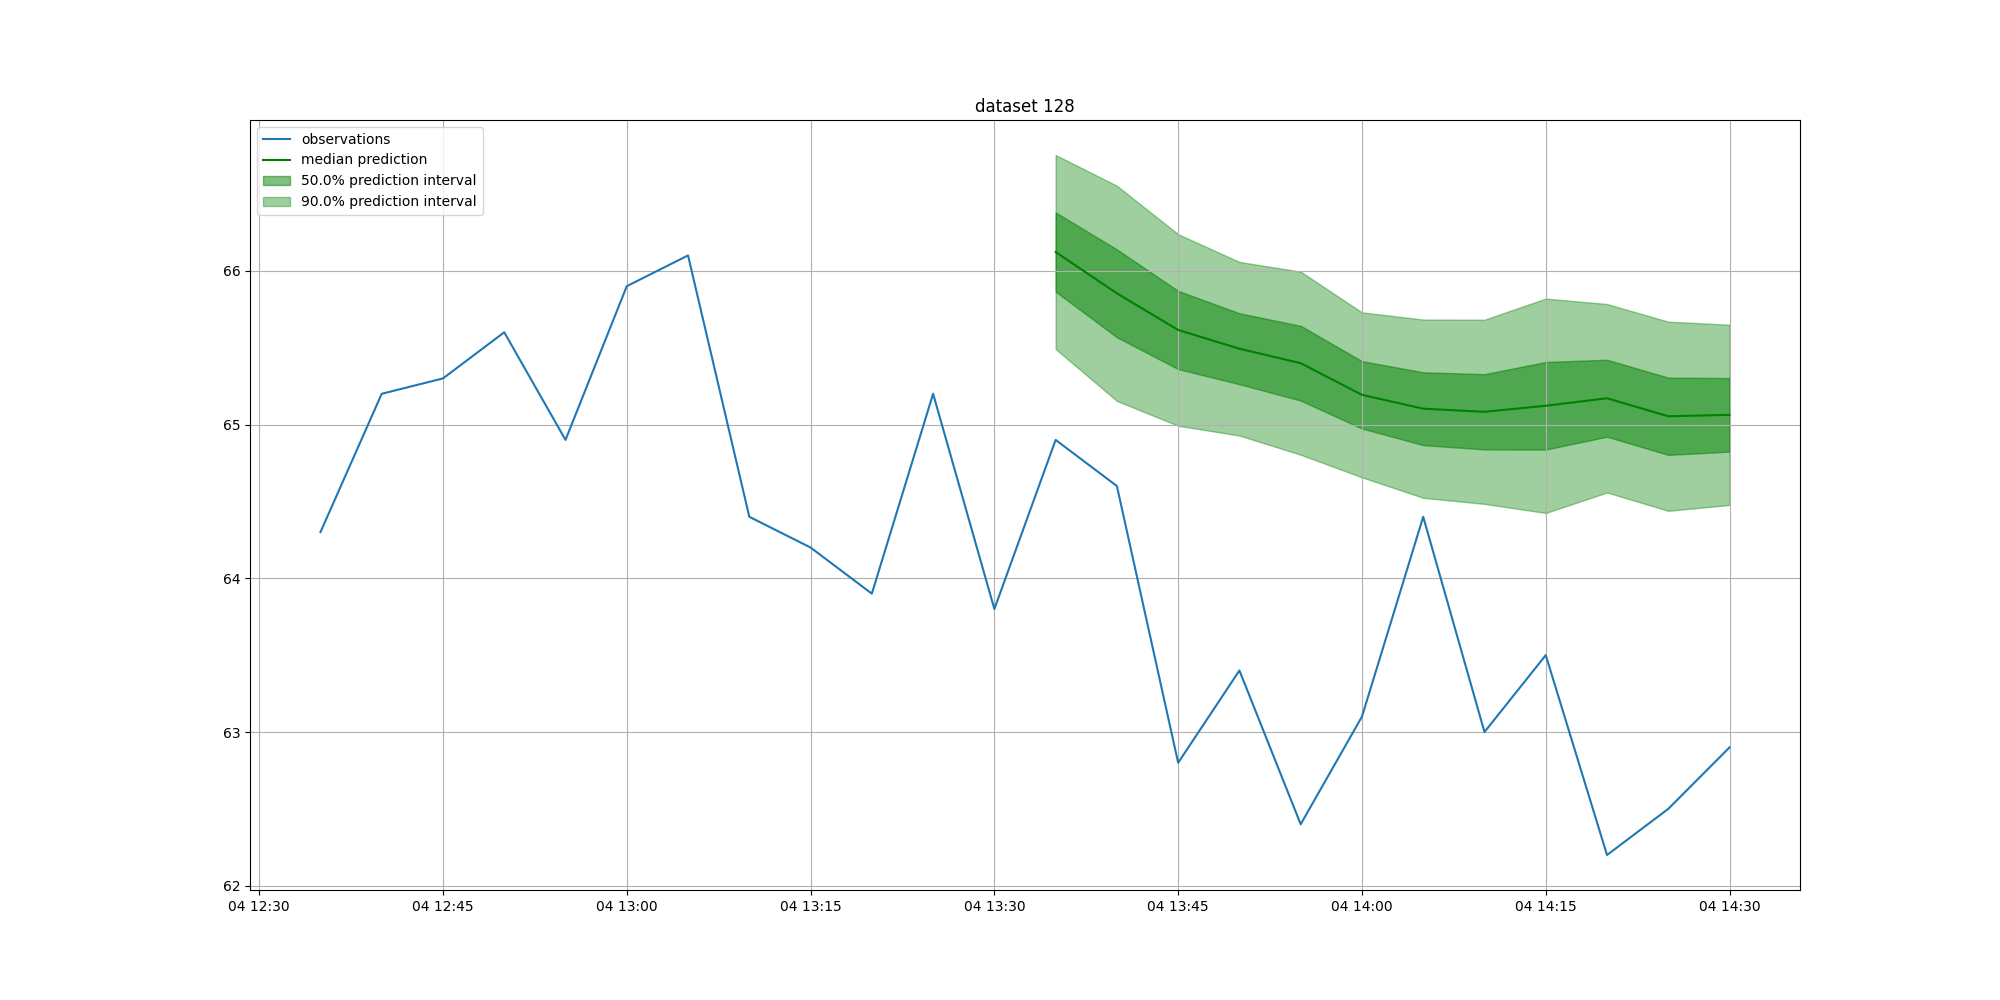 dataset 128
observations
median prediction
50.0% prediction interval
90.0% prediction interval
66
65
64
63
62
04 12:30 04 12:45 04 13:00 04 13:15 04 13:30 04 13:45 04 14:00 04 14:15 04 14:30